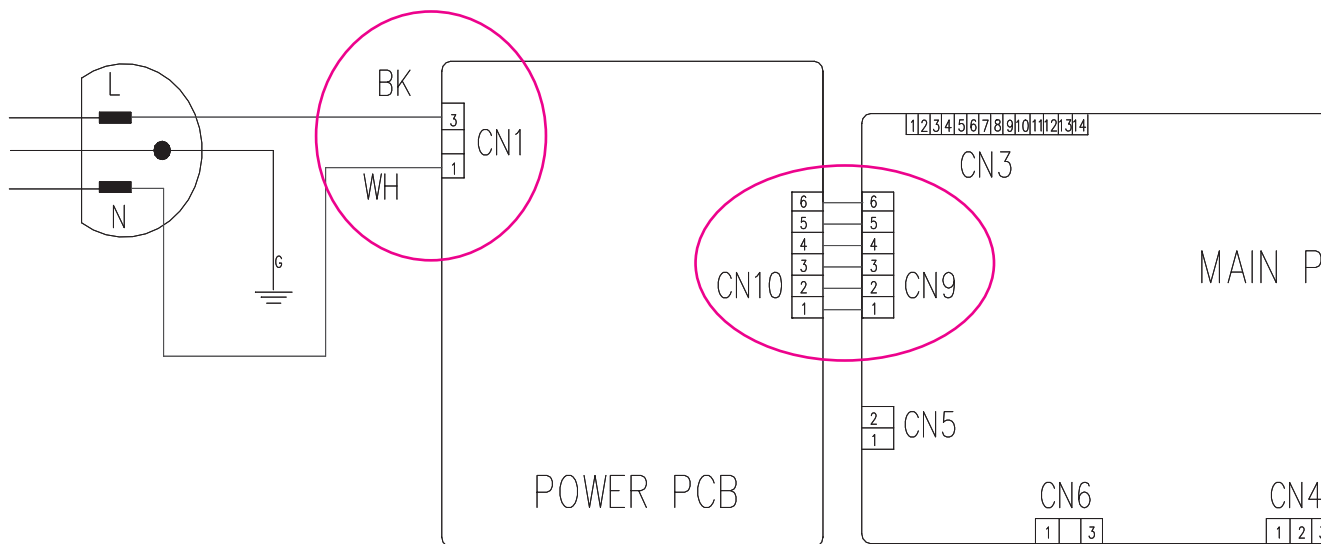 L
BK
3
CN1
1
WH
N
G
1 2 3 4 5 6 7 8 9 10 11 12 13 14
CN3
6 6
5 5
4 4
3 3
CN10 2 2 CN9
1 1
MAIN P
2
1
CN5
POWER PCB
CN6
1 3
CN4
1 2 3